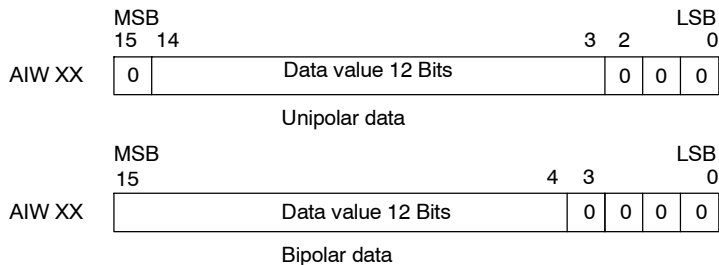 MSB LSB
15 14 3 2 0
AIW XX 0 Data value 12 Bits 0 0 0
Unipolar data
MSB LSB
15 4 3 0
AIW XX Data value 12 Bits 0 0 0 0
Bipolar data